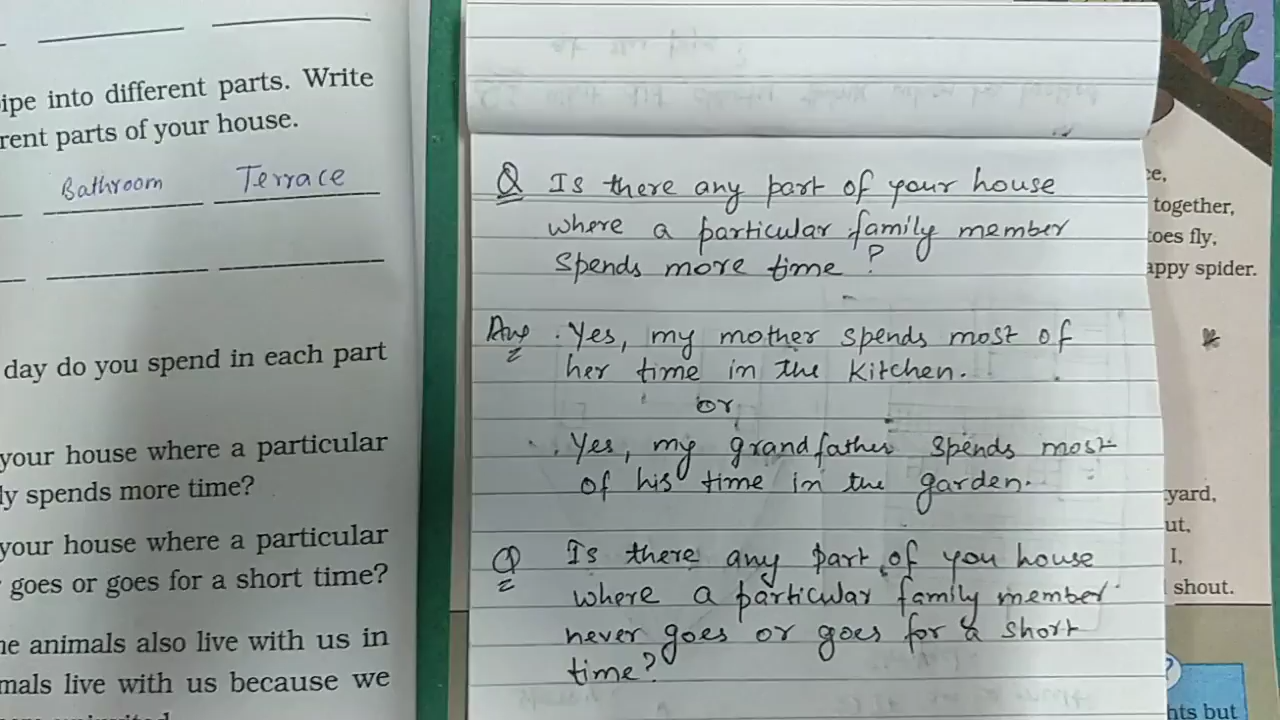 ipe into different parts. Write
rent parts of your house.
Bathroom Terrace
day do you spend in each part
your house where a particular
ly spends more time?
your house where a particular
goes or goes for a short time?
animals also live with us in
mals live with us because we
Q Is there any part of your house
where a particular family member
spends more time ?
Ans . Yes, my mother spends most of
her time in the kitchen.
or
. Yes, my grandfather spends most
of his time in the garden.
Q Is there any part of you house
where a particular family member
never goes or goes for a short
time?
together,
toes fly,
appy spider.
yard,
ut,
I,
shout.
?
hts but